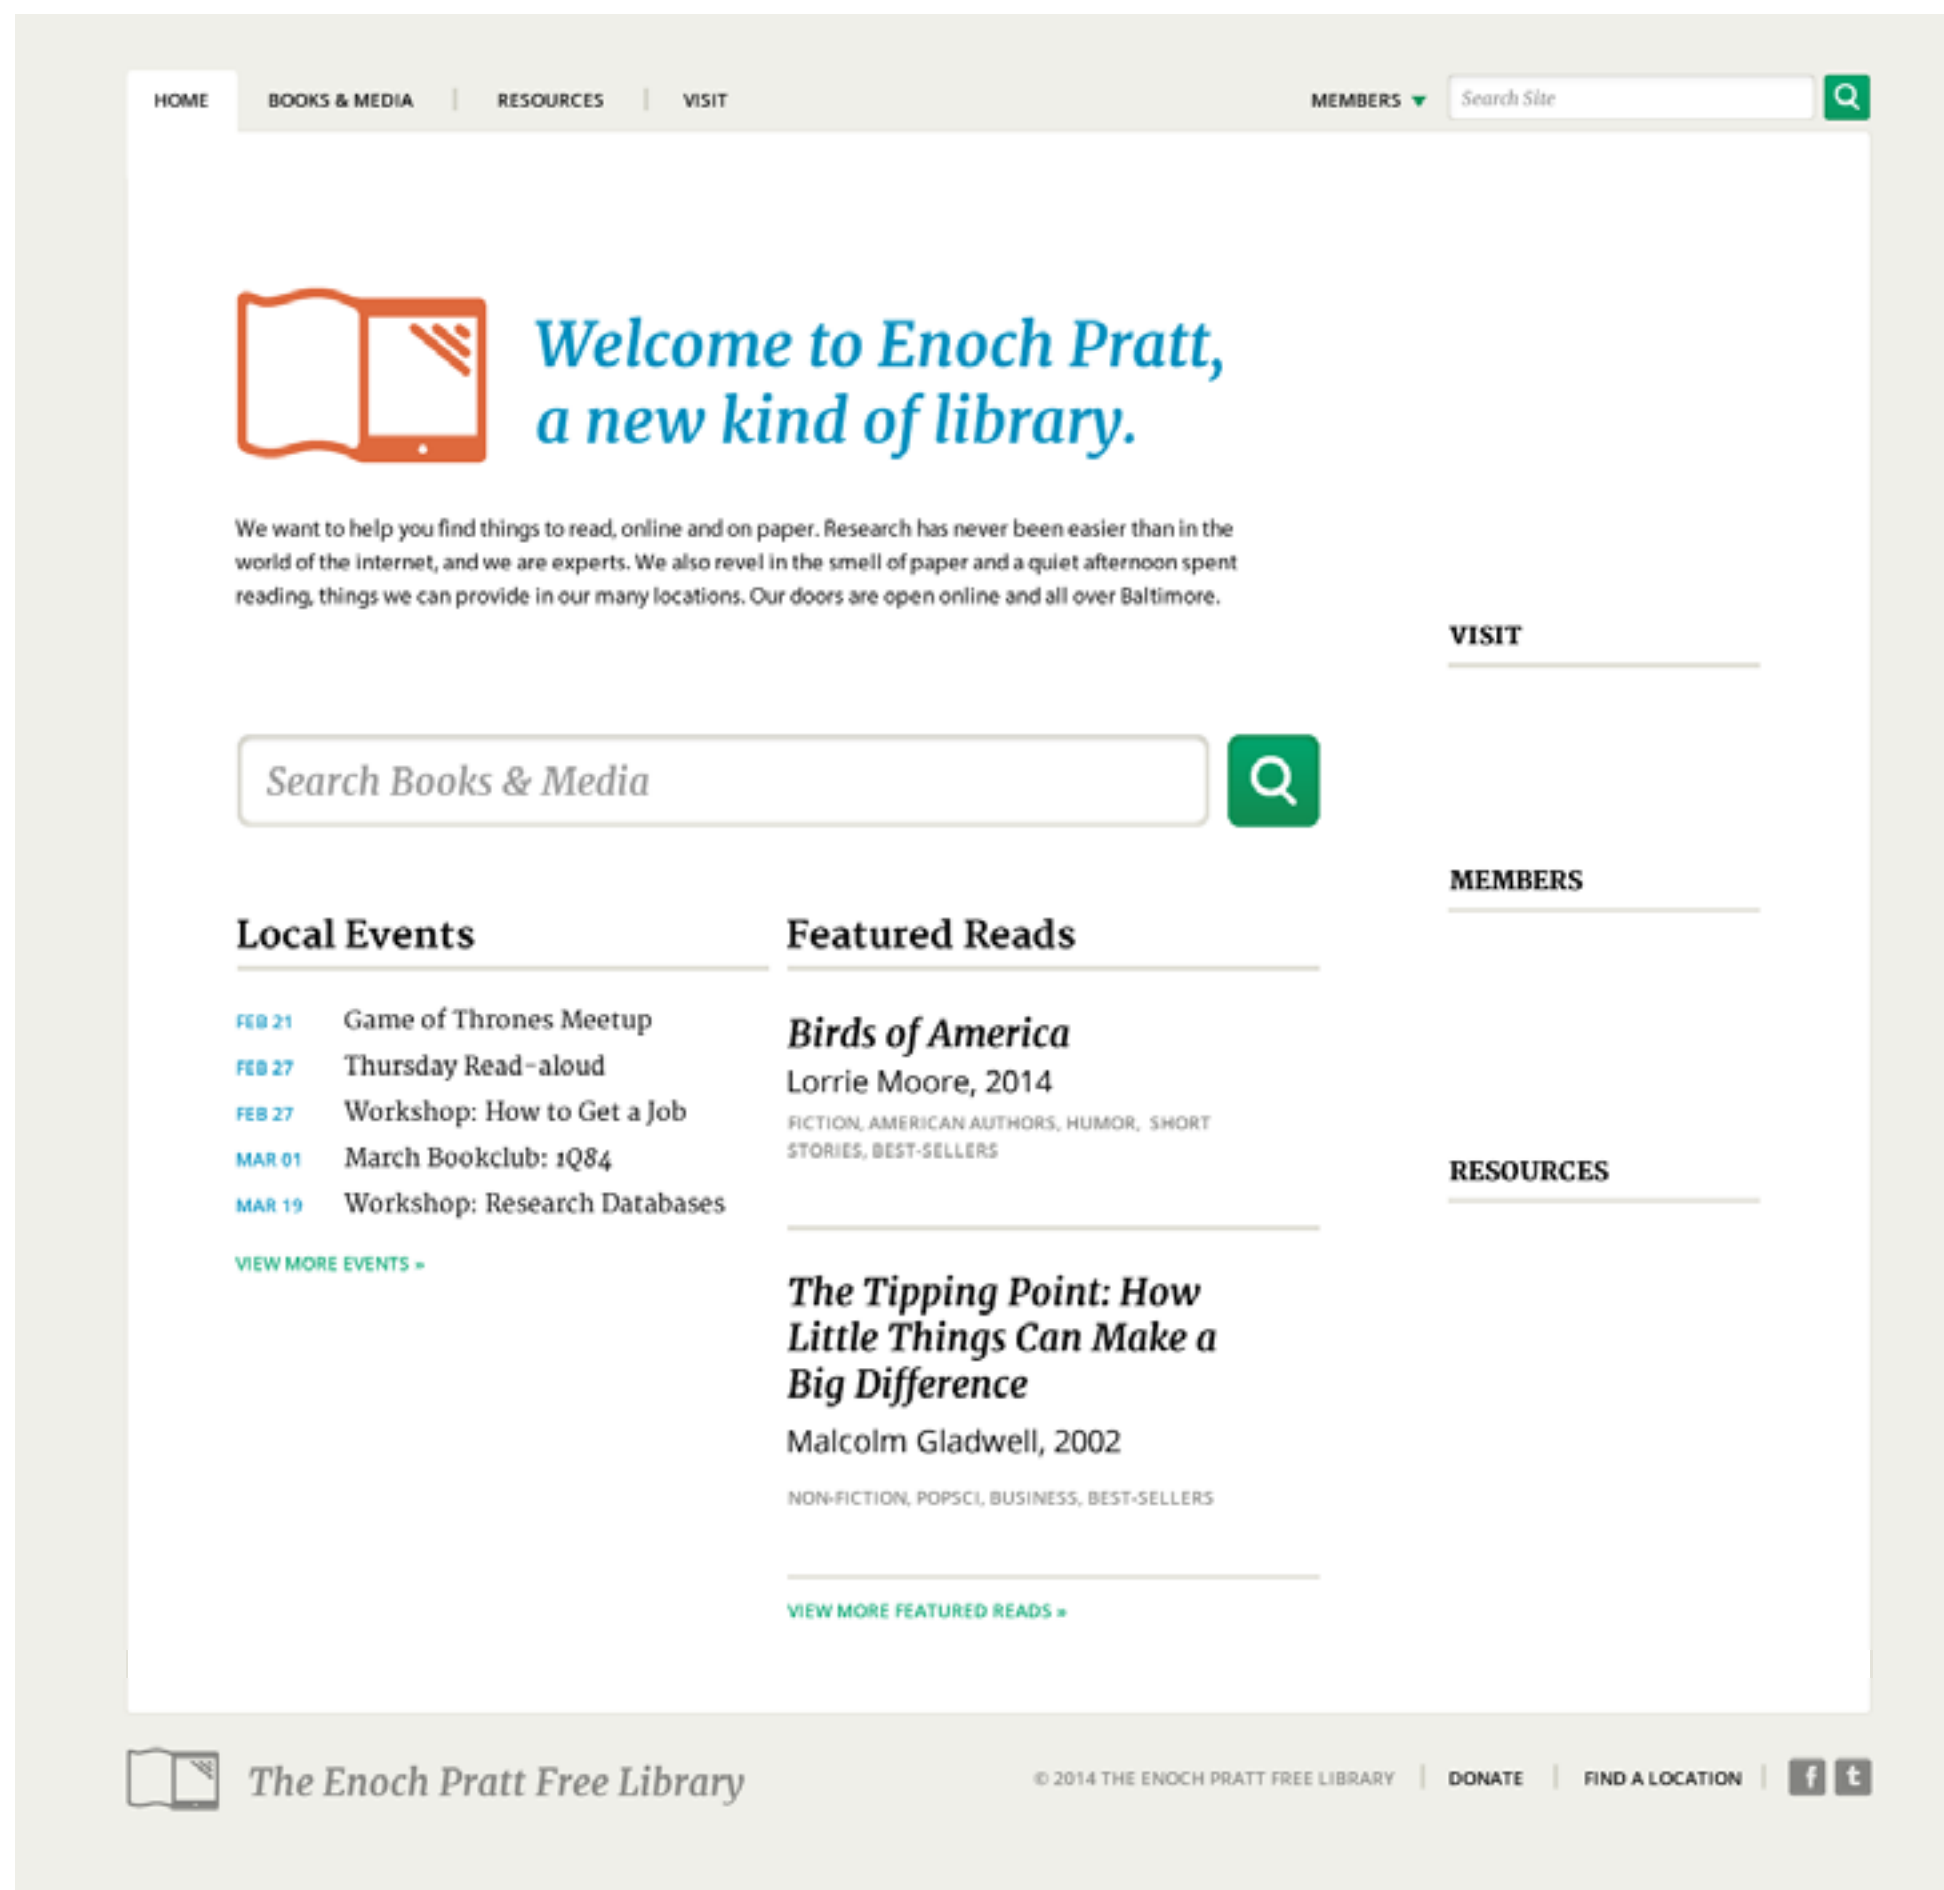 HOME
BOOKS & MEDIA
RESOURCES
VISIT
MEMBERS
Search Site
Welcome to Enoch Pratt,
a new kind of library.
We want to help you find things to read, online and on paper. Research has never been easier than in the
world of the internet, and we are experts. We also revel in the smell of paper and a quiet afternoon spent
reading, things we can provide in our many locations. Our doors are open online and all over Baltimore.
Search Books & Media
Local Events
FEB 21 Game of Thrones Meetup
FEB 27 Thursday Read-aloud
FEB 27 Workshop: How to Get a Job
MAR 01 March Bookclub: 1Q84
MAR 19 Workshop: Research Databases
VIEW MORE EVENTS »
Featured Reads
Birds of America
Lorrie Moore, 2014
FICTION, AMERICAN AUTHORS, HUMOR, SHORT
STORIES, BEST-SELLERS
The Tipping Point: How
Little Things Can Make a
Big Difference
Malcolm Gladwell, 2002
NON-FICTION, POPSCI, BUSINESS, BEST-SELLERS
VIEW MORE FEATURED READS »
VISIT
MEMBERS
RESOURCES
The Enoch Pratt Free Library
© 2014 THE ENOCH PRATT FREE LIBRARY
DONATE
FIND A LOCATION
f
t